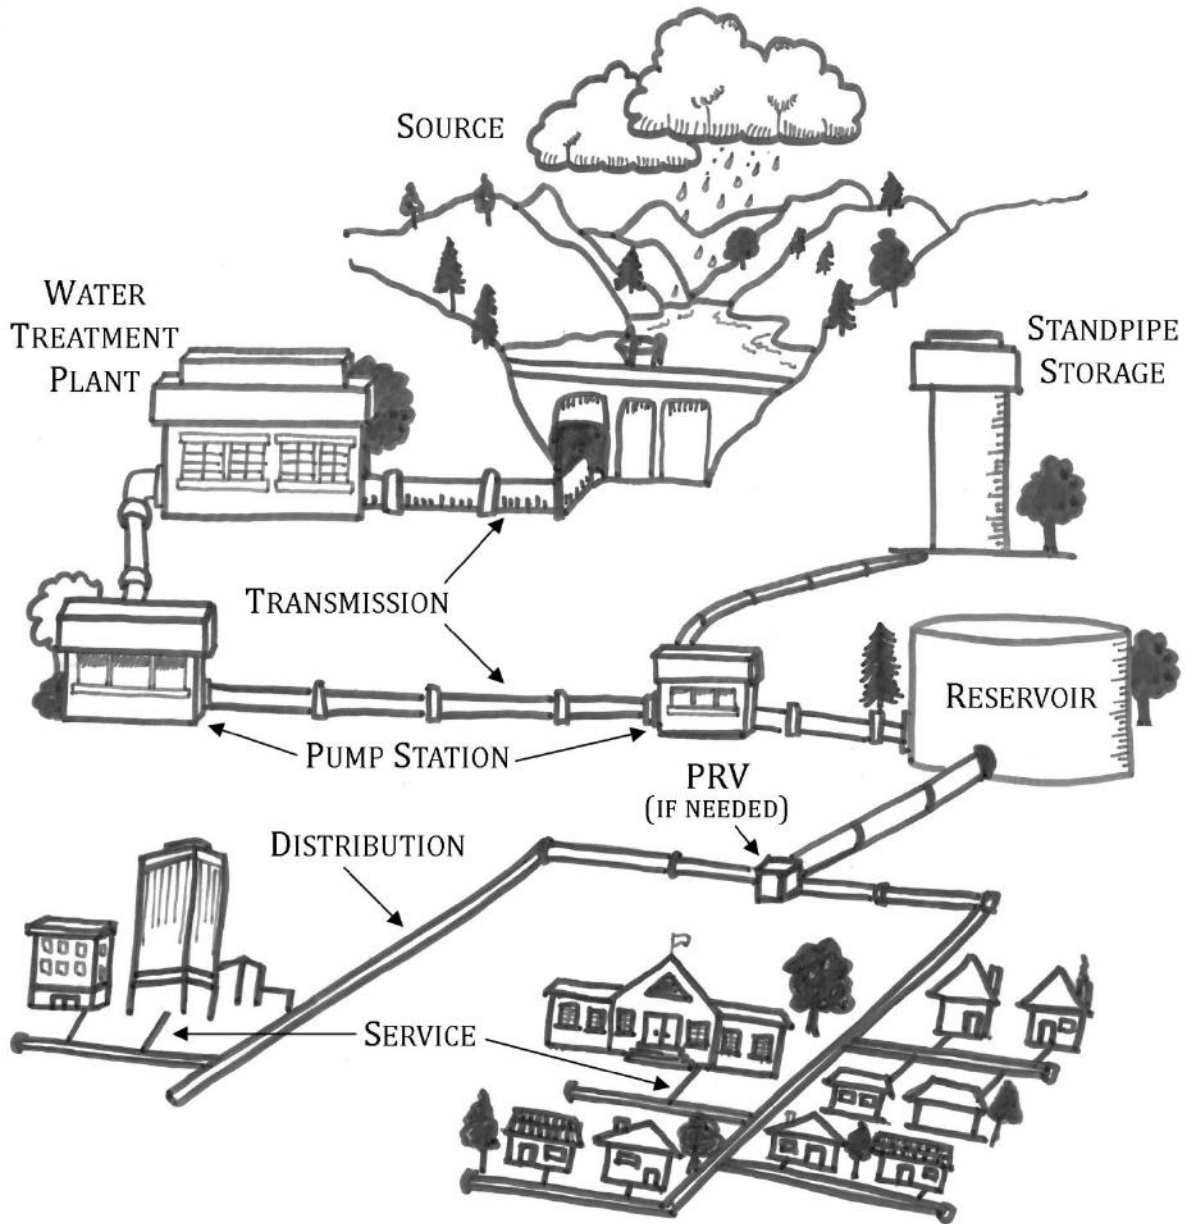 SOURCE
WATER
TREATMENT
PLANT
STANDPIPE
STORAGE
TRANSMISSION
RESERVOIR
PUMP STATION
PRV
(IF NEEDED)
DISTRIBUTION
SERVICE